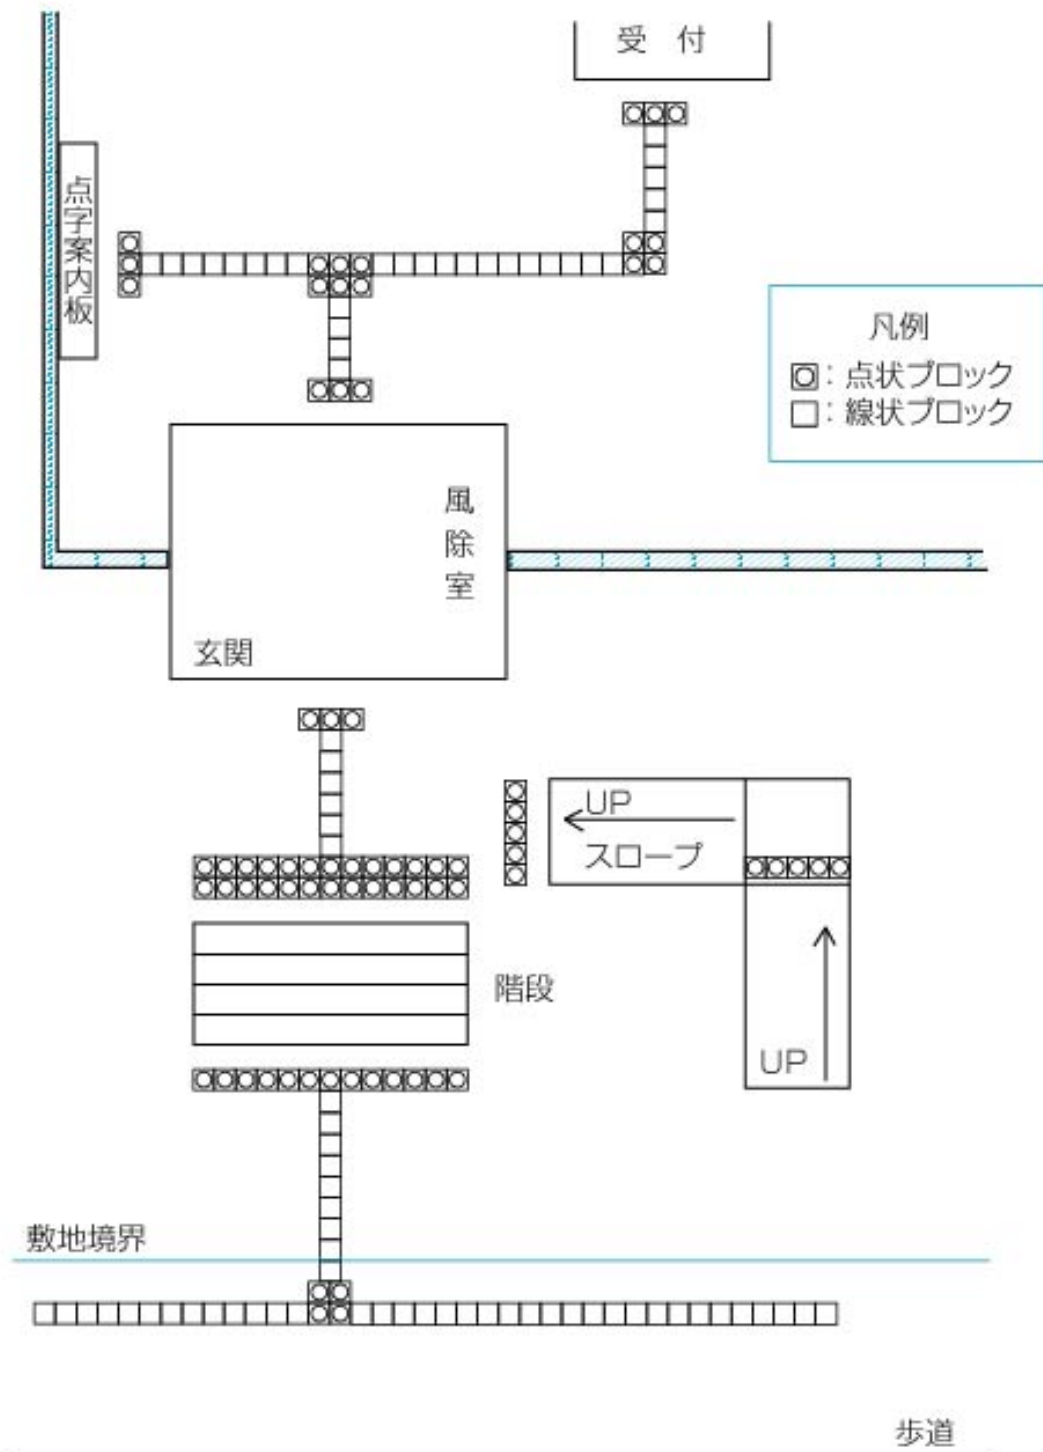 受 付
点字案内板
凡例
：点状ブロック
：線状ブロック
風除室
玄関
UP
スロープ
階段
UP
敷地境界
歩道